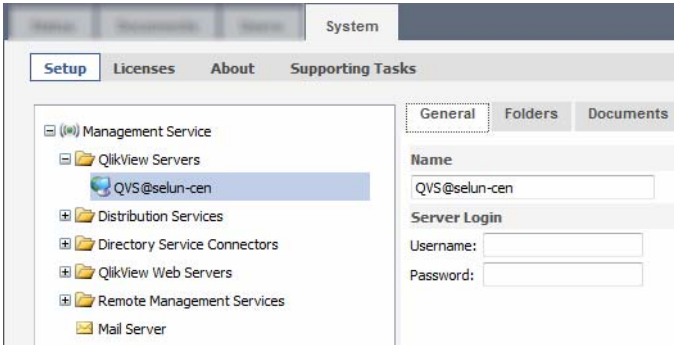 System
Setup Licenses About Supporting Tasks
Management Service
QlikView Servers
QVS@selun-cen
Distribution Services
Directory Service Connectors
QlikView Web Servers
Remote Management Services
Mail Server
General Folders Documents
Name
QVS@selun-cen
Server Login
Username:
Password: